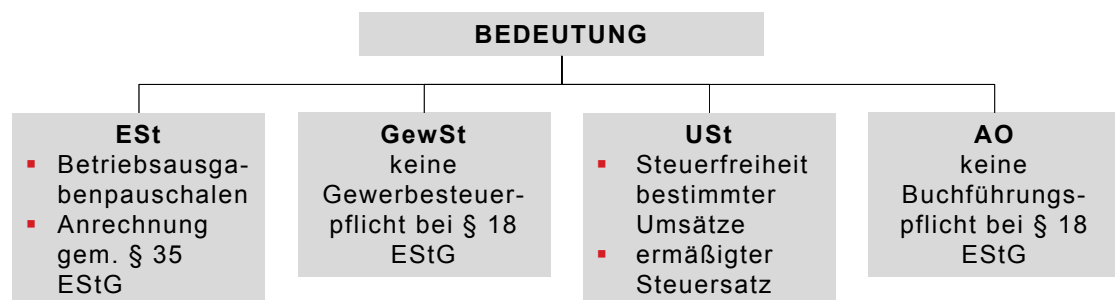 BEDEUTUNG
ESt
▪ Betriebsausga-
benpauschalen
▪ Anrechnung
gem. § 35
EStG
GewSt
keine
Gewerbesteuer-
pflicht bei § 18
EStG
USt
▪ Steuerfreiheit
bestimmter
Umsätze
▪ ermäßigter
Steuersatz
AO
keine
Buchführungs-
pflicht bei § 18
EStG